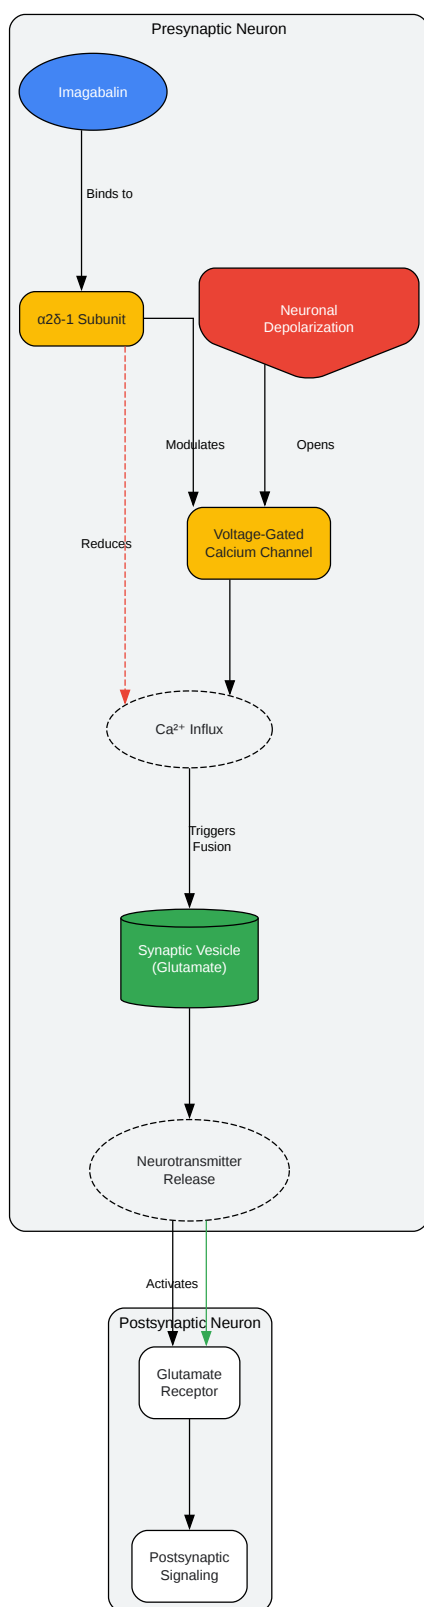 Presynaptic Neuron
Imagabalin
Binds to
α2δ-1 Subunit
Neuronal
Depolarization
Modulates
Opens
Reduces
Voltage-Gated
Calcium Channel
Ca²⁺ Influx
Triggers
Fusion
Synaptic Vesicle
(Glutamate)
Neurotransmitter
Release
Activates
Postsynaptic Neuron
Glutamate
Receptor
Postsynaptic
Signaling